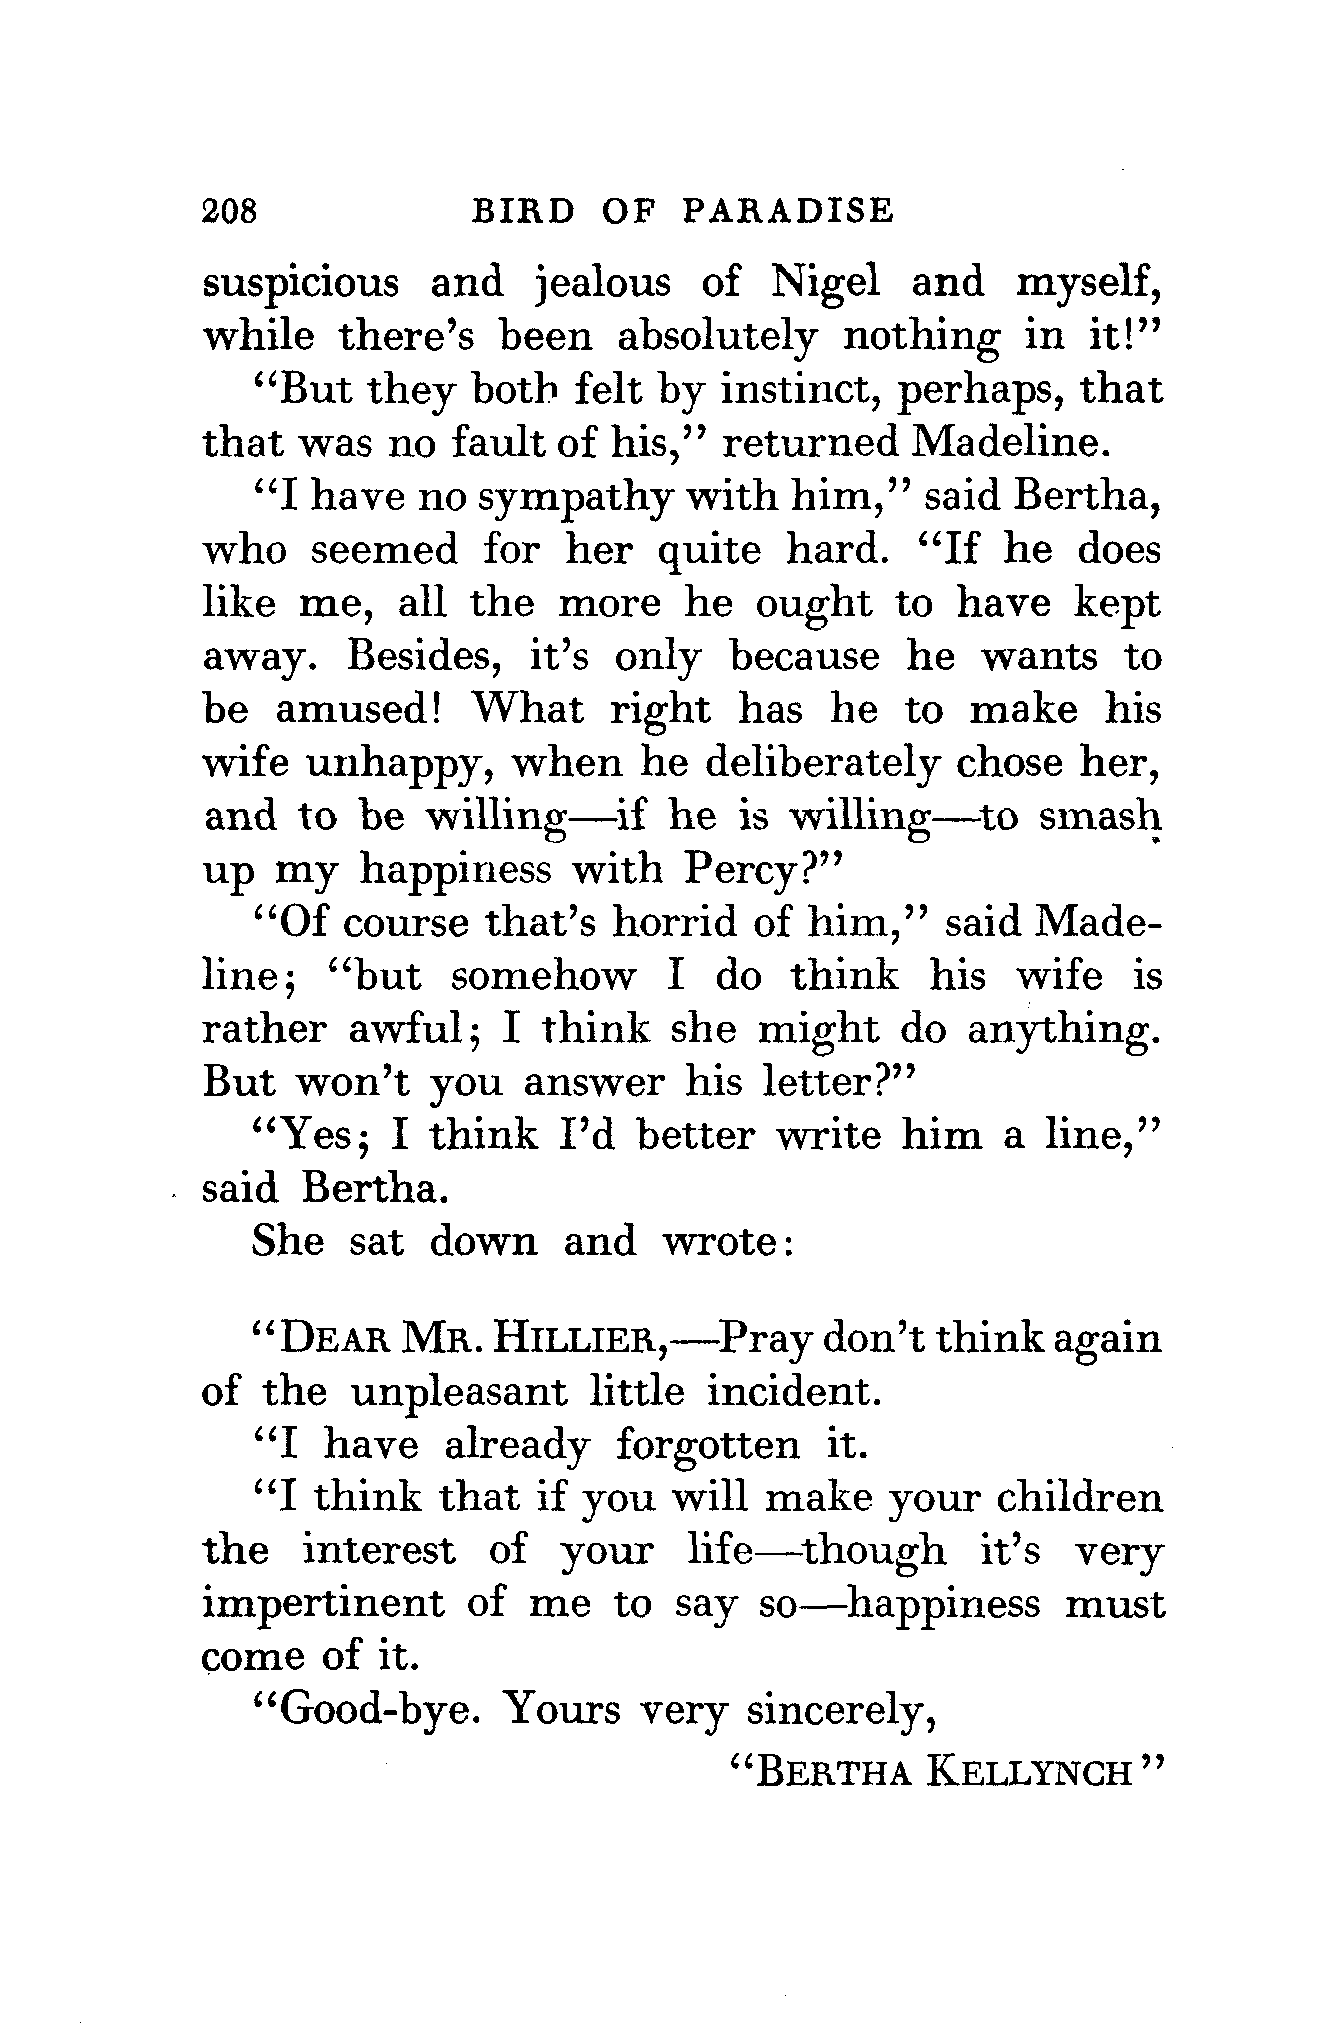 208 BIRD OF PARADISE
suspicious and jealous of Nigel and myself,
while there's been absolutely nothing in it!"
"But they both felt by instinct, perhaps, that
that was no fault of his," returned Madeline.
"I have no sympathy with him," said Bertha,
who seemed for her quite hard. "If he does
like me, all the more he ought to have kept
away. Besides, it's only because he wants to
be amused! What right has he to make his
wife unhappy, when he deliberately chose her,
and to be willing—if he is willing—to smash
up my happiness with Percy?"
"Of course that's horrid of him," said Made-
line; "but somehow I do think his wife is
rather awful; I think she might do anything.
But won't you answer his letter?"
"Yes; I think I'd better write him a line,"
said Bertha.
She sat down and wrote:
"DEAR MR. HILLIER,—Pray don't think again
of the unpleasant little incident.
"I have already forgotten it.
"I think that if you will make your children
the interest of your life—though it's very
impertinent of me to say so—happiness must
come of it.
"Good-bye. Yours very sincerely,
"BERTHA KELLYNCH"